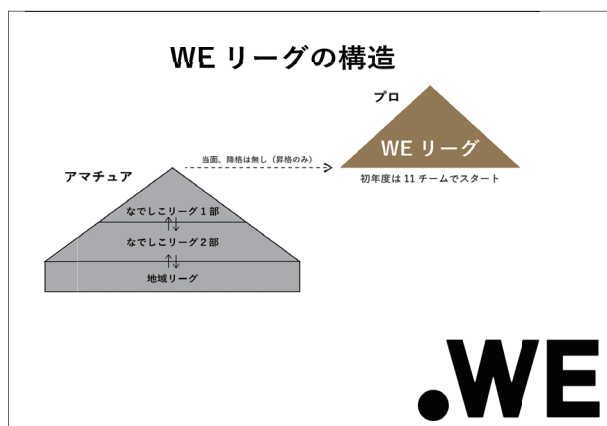 WE リーグの構造
プロ
WE リーグ
当面、降格は無し（昇格のみ）
初年度は 11 チームでスタート
アマチュア
なでしこリーグ１部
なでしこリーグ２部
地域リーグ
.WE